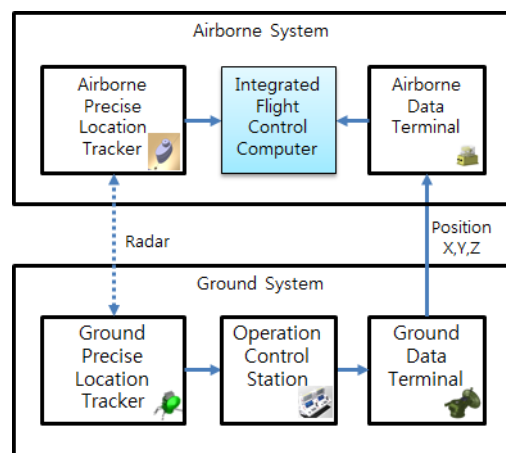 Airborne System
Airborne
Precise
Location
Tracker
Integrated
Flight
Control
Computer
Airborne
Data
Terminal
Radar
Position
X,Y,Z
Ground System
Ground
Precise
Location
Tracker
Operation
Control
Station
Ground
Data
Terminal